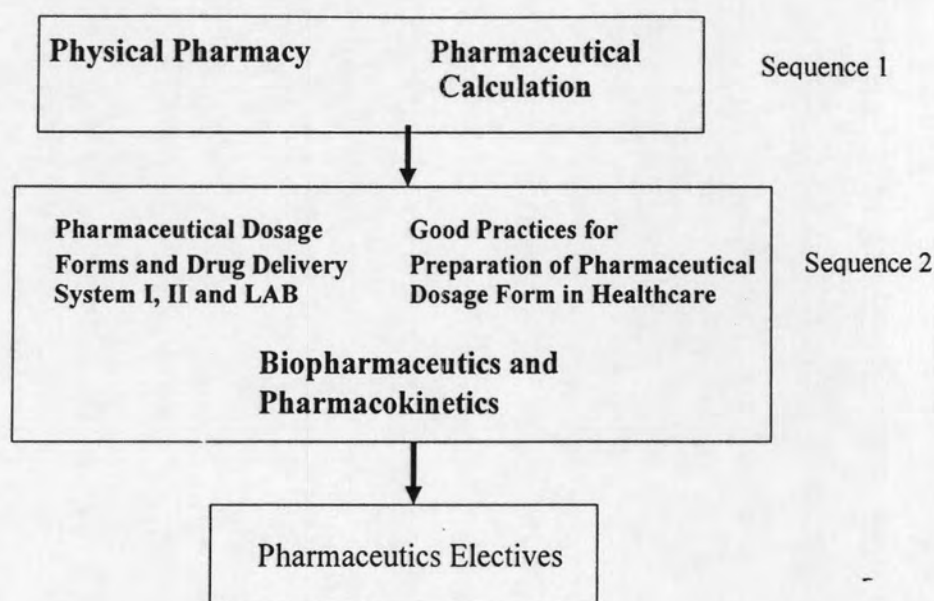 Physical Pharmacy
Pharmaceutical
Calculation
Sequence 1
Pharmaceutical Dosage
Forms and Drug Delivery
System I, II and LAB
Good Practices for
Preparation of Pharmaceutical
Dosage Form in Healthcare
Sequence 2
Biopharmaceutics and
Pharmacokinetics
Pharmaceutics Electives